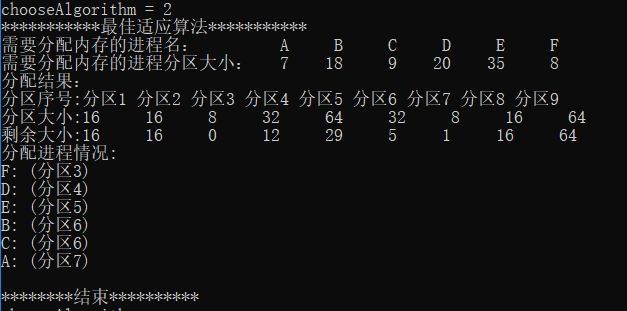 chooseAlgorithm = 2
***********最佳适应算法***********
需要分配内存的进程名: A B C D E F
需要分配内存的进程分区大小: 7 18 9 20 35 8
分配结果:
分区序号:分区1 分区2 分区3 分区4 分区5 分区6 分区7 分区8 分区9
分区大小:16 16 8 32 64 32 8 16 64
剩余大小:16 16 0 12 29 5 1 16 64
分配进程情况:
F: (分区3)
D: (分区4)
E: (分区5)
B: (分区6)
C: (分区6)
A: (分区7)
********结束**********